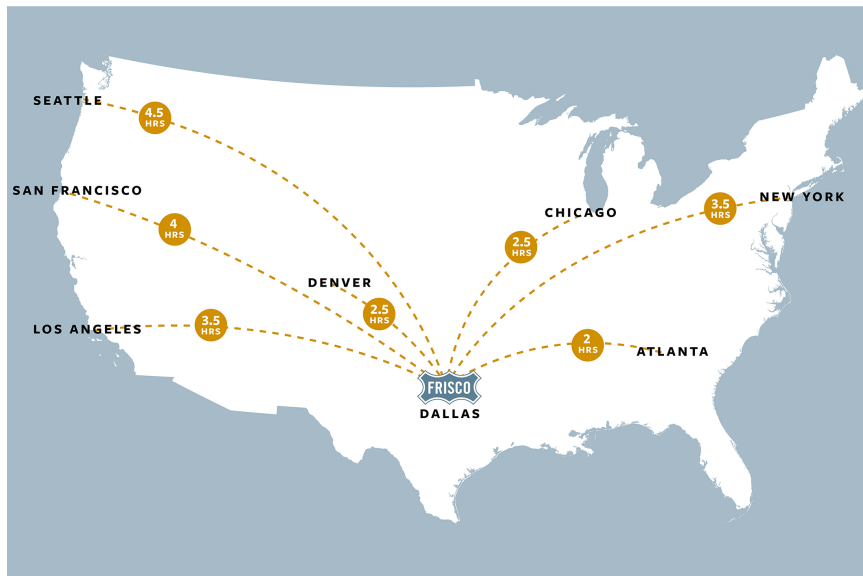 SEATTLE
4.5
HRS
SAN FRANCISCO
4
HRS
3.5
HRS
NEW YORK
CHICAGO
2.5
HRS
DENVER
2.5
HRS
LOS ANGELES
3.5
HRS
2
HRS
ATLANTA
FRISCO
DALLAS